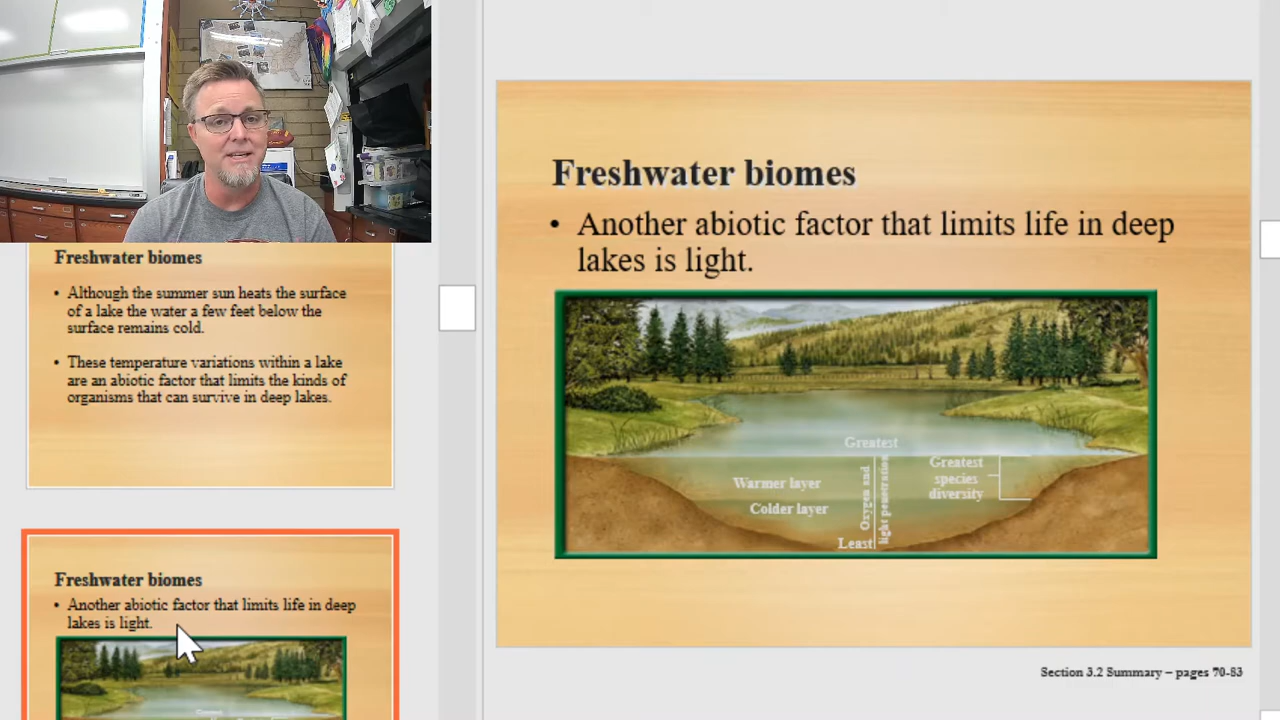 Freshwater biomes
• Although the summer sun heats the surface
of a lake the water a few feet below the
surface remains cold.
• These temperature variations within a lake
are an abiotic factor that limits the kinds of
organisms that can survive in deep lakes.
Freshwater biomes
• Another abiotic factor that limits life in deep
lakes is light.
Freshwater biomes
• Another abiotic factor that limits life in deep
lakes is light.
Greatest
Warmer layer
Colder layer
Oxygen and
light penetration
Least
Greatest
species
diversity
Section 3.2 Summary – pages 70-83